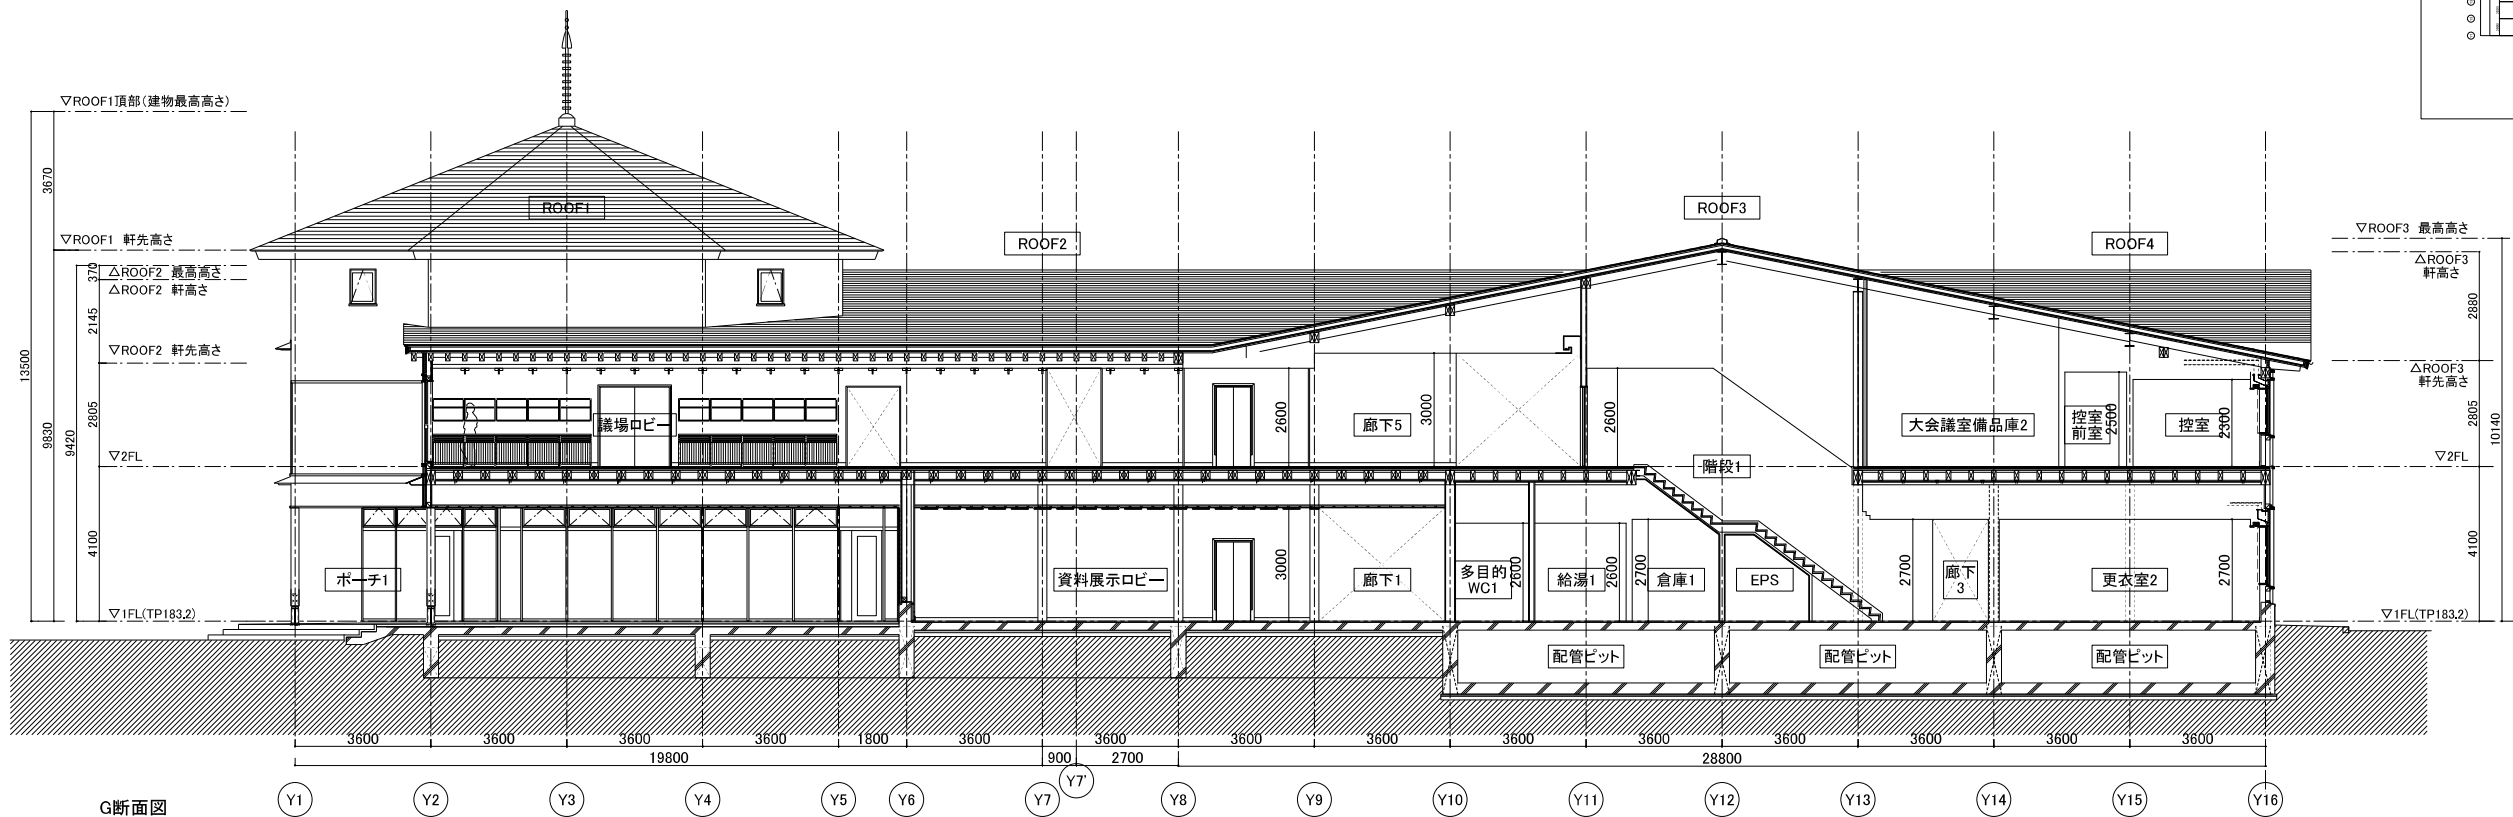 ▽ROOF1頂部(建物最高高さ)
▽ROOF1 軒先高さ
△ROOF2 最高高さ
△ROOF2 軒高さ
▽ROOF2 軒先高さ
▽2FL
▽1FL(TP183.2)
13500
3670
9830
9420
370
2145
2805
4100
ROOF1
ROOF2
ROOF3
ROOF4
▽ROOF3 最高高さ
△ROOF3
軒高さ
△ROOF3
軒先高さ
▽2FL
▽1FL(TP183.2)
2880
2805
4100
10140
議場ロビー
2600
廊下5
3000
2600
階段1
大会議室備品庫2
控室
前室
2500
控室
2300
ポーチ1
資料展示ロビー
3000
廊下1
多目的
WC1
2600
給湯1
2600
2700
倉庫1
EPS
2700
廊下
3
更衣室2
2700
配管ピット
配管ピット
配管ピット
3600 3600 3600 3600 1800 3600 3600 3600 3600 3600 3600 3600 3600 3600 3600
19800 900 2700 28800
Y1 Y2 Y3 Y4 Y5 Y6 Y7 Y7' Y8 Y9 Y10 Y11 Y12 Y13 Y14 Y15 Y16
G断面図